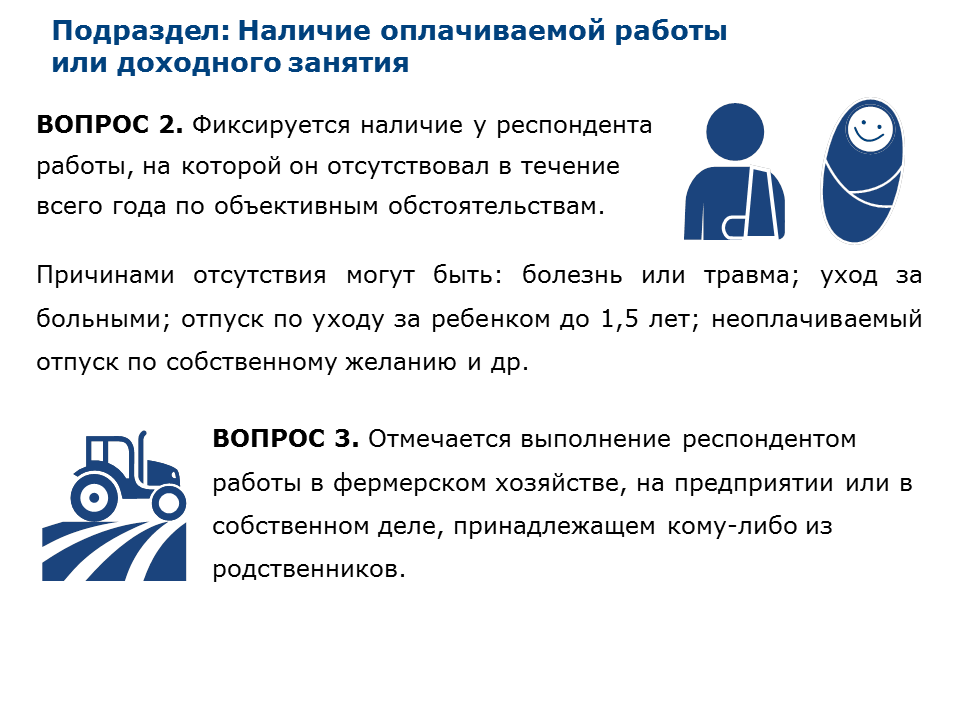 Подраздел: Наличие оплачиваемой работы
или доходного занятия
ВОПРОС 2. Фиксируется наличие у респондента
работы, на которой он отсутствовал в течение
всего года по объективным обстоятельствам.
Причинами отсутствия могут быть: болезнь или травма; уход за
больными; отпуск по уходу за ребенком до 1,5 лет; неоплачиваемый
отпуск по собственному желанию и др.
ВОПРОС 3. Отмечается выполнение респондентом
работы в фермерском хозяйстве, на предприятии или в
собственном деле, принадлежащем кому-либо из
родственников.